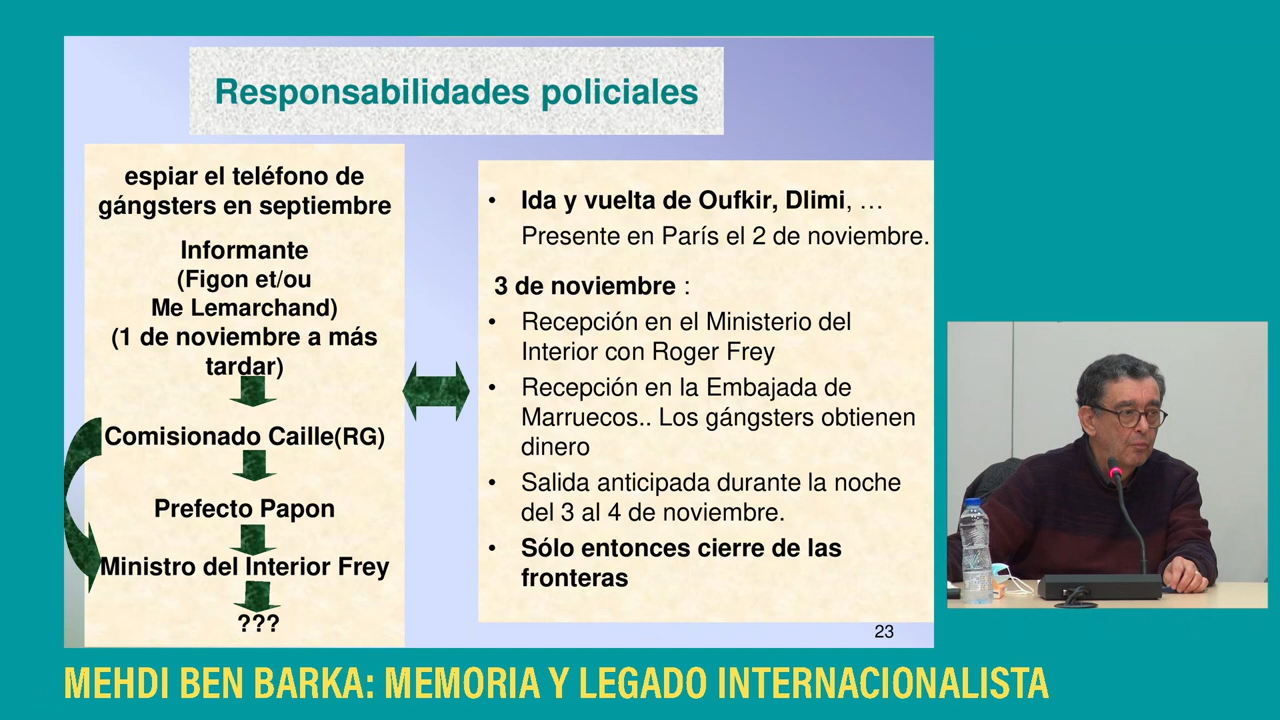 Responsabilidades policiales
espiar el teléfono de
gángsters en septiembre
Informante
(Figon et/ou
Me Lemarchand)
(1 de noviembre a más
tardar)
Comisionado Caille(RG)
Prefecto Papon
Ministro del Interior Frey
???
• Ida y vuelta de Oufkir, Dlimi, …
Presente en París el 2 de noviembre.
3 de noviembre :
• Recepción en el Ministerio del
Interior con Roger Frey
• Recepción en la Embajada de
Marruecos.. Los gángsters obtienen
dinero
• Salida anticipada durante la noche
del 3 al 4 de noviembre.
• Sólo entonces cierre de las
fronteras
23
MEHDI BEN BARKA: MEMORIA Y LEGADO INTERNACIONALISTA